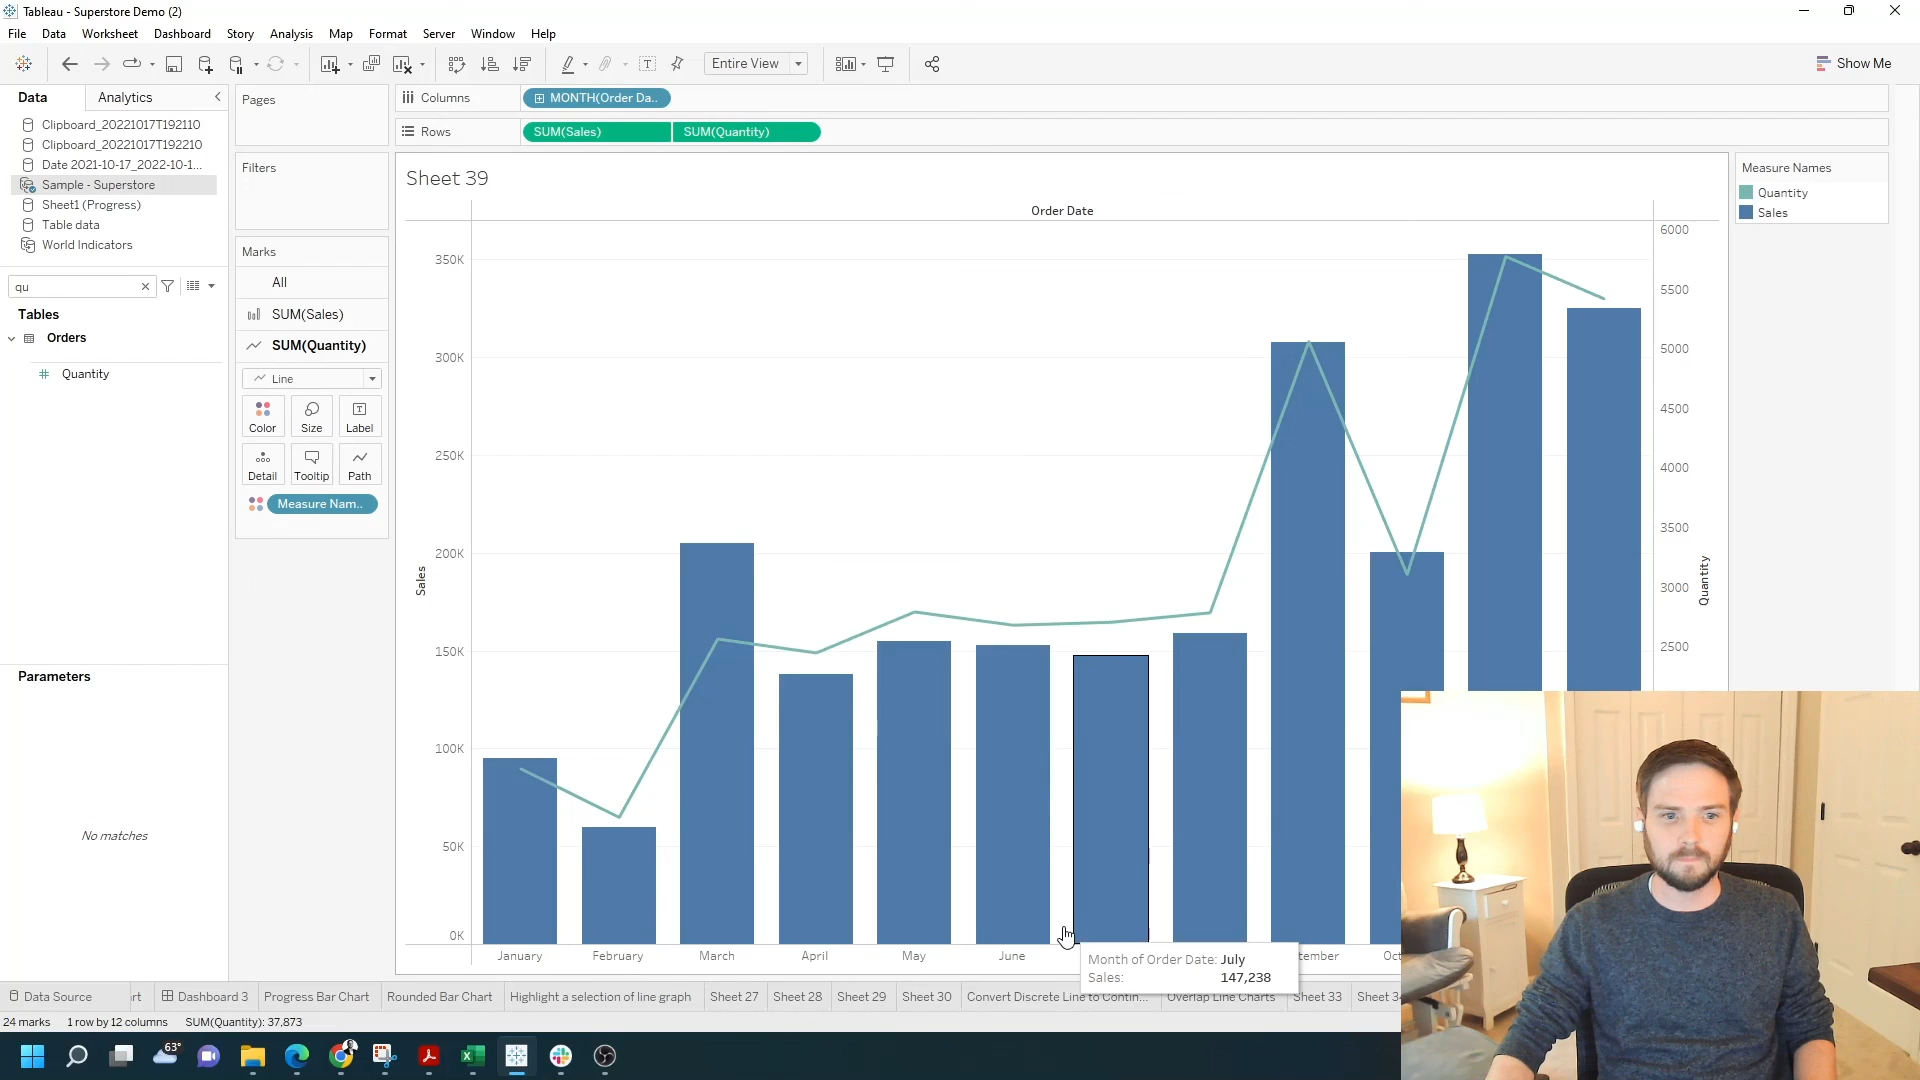 Tableau - Superstore Demo (2)
File Data Worksheet Dashboard Story Analysis Map Format Server Window Help
Entire View
Show Me
Data
Analytics
Clipboard_20221017T192110
Clipboard_20221017T192210
Date 2021-10-17_2022-10-1...
Sample - Superstore
Sheet1 (Progress)
Table data
World Indicators
qu
Tables
Orders
Quantity
Parameters
No matches
Pages
Filters
Marks
All
SUM(Sales)
SUM(Quantity)
Line
Color
Size
Label
Detail
Tooltip
Path
Measure Nam..
Columns
MONTH(Order Da..
Rows
SUM(Sales)
SUM(Quantity)
Sheet 39
Order Date
350K
300K
250K
200K
150K
100K
50K
0K
Sales
6000
5500
5000
4500
4000
3500
3000
2500
Quantity
January
February
March
April
May
June
tember
Oct
Month of Order Date: July
Sales: 147,238
Measure Names
Quantity
Sales
Data Source
rt
Dashboard 3
Progress Bar Chart
Rounded Bar Chart
Highlight a selection of line graph
Sheet 27
Sheet 28
Sheet 29
Sheet 30
Convert Discrete Line to Contin...
Overlap Line Charts
Sheet 33
Sheet 3
24 marks
1 row by 12 columns
SUM(Quantity): 37,873
63°